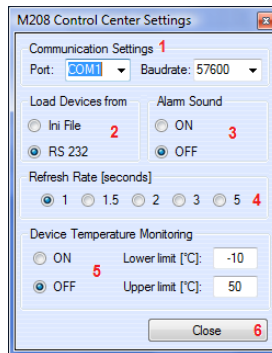 M208 Control Center Settings
Communication Settings 1
Port: COM1 Baudrate: 57600
Load Devices from
Ini File
RS 232
2
Alarm Sound
ON
OFF
3
Refresh Rate [seconds]
1 1.5 2 3 5 4
Device Temperature Monitoring
ON Lower limit [°C]: -10
5
OFF Upper limit [°C]: 50
Close 6